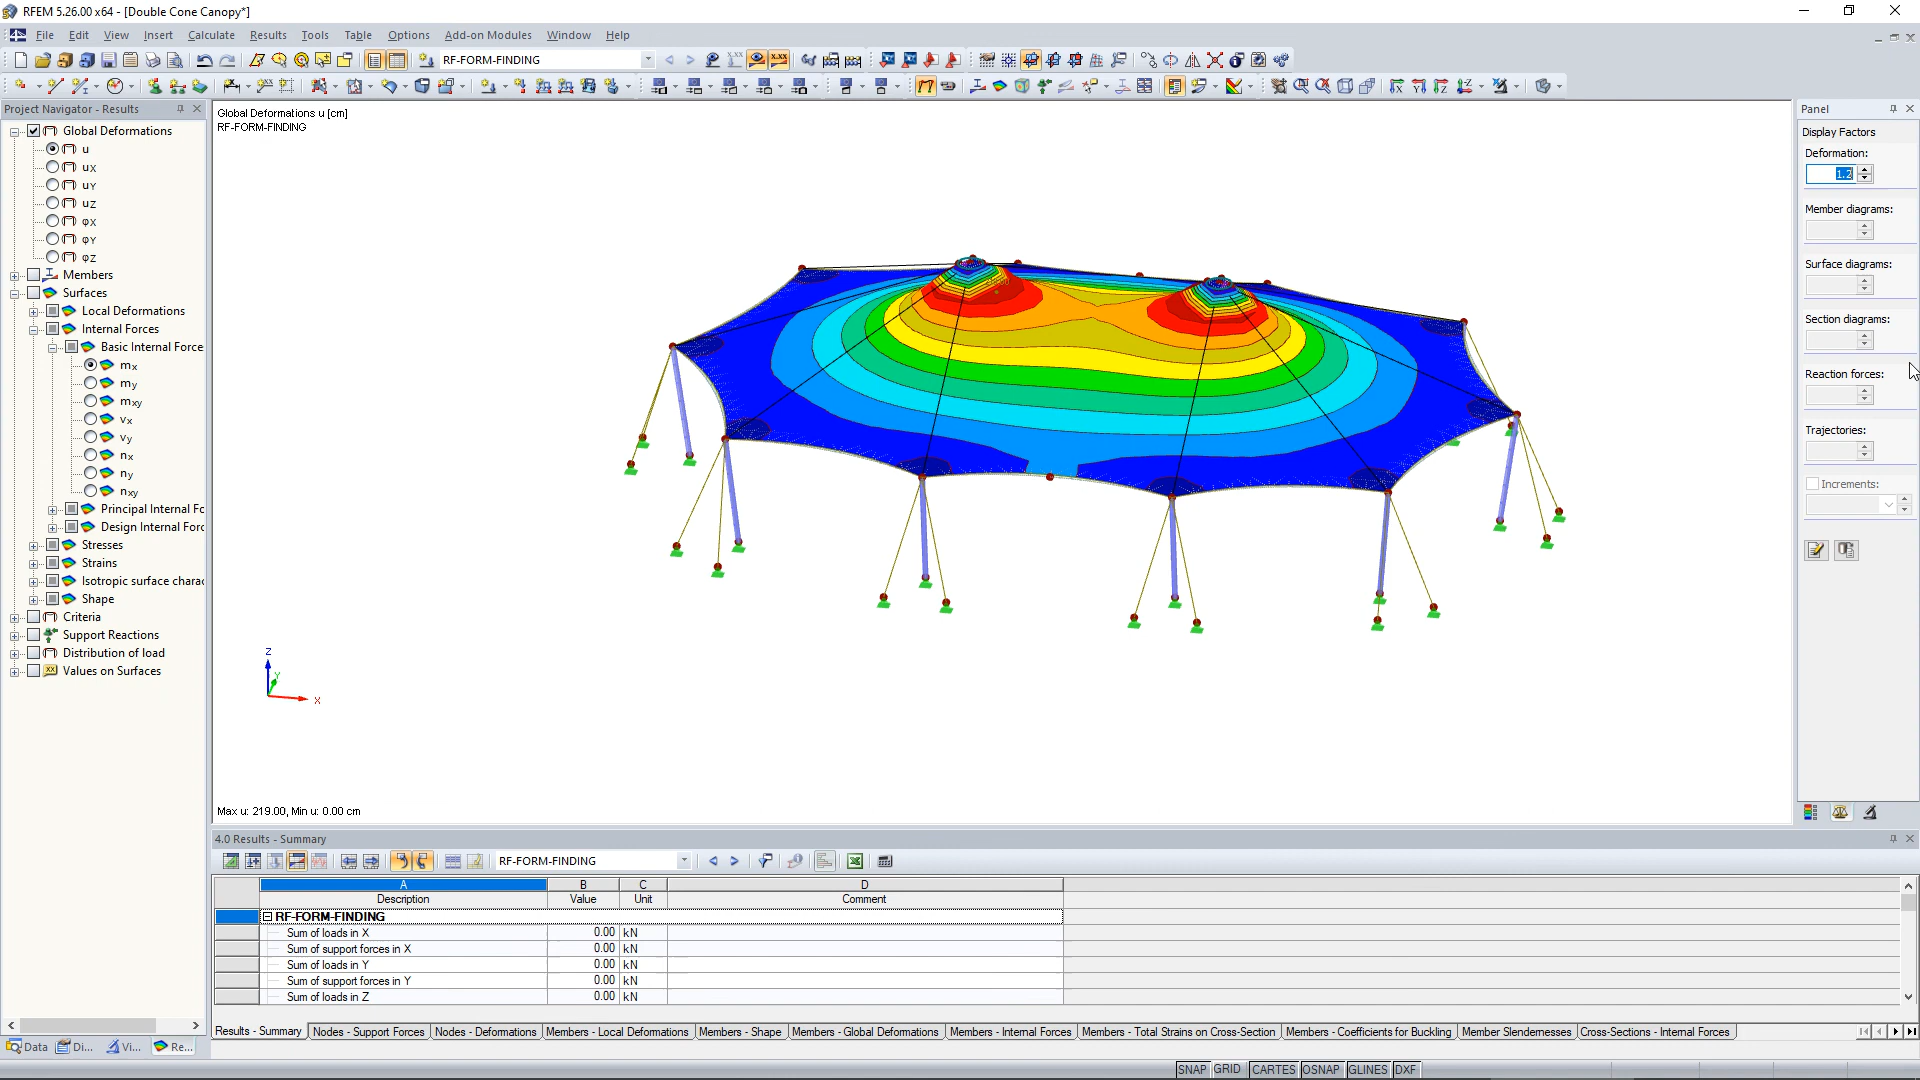 RFEM 5.26.00 x64 - [Double Cone Canopy*]
File Edit View Insert Calculate Results Tools Table Options Add-on Modules Window Help
RF-FORM-FINDING
Project Navigator - Results
Global Deformations
u
ux
uY
uz
φX
φY
φZ
Members
Surfaces
Local Deformations
Internal Forces
Basic Internal Force
mx
my
mxy
vx
vy
nx
ny
nxy
Principal Internal Fc
Design Internal Forc
Stresses
Strains
Isotropic surface charac
Shape
Criteria
Support Reactions
Distribution of load
Values on Surfaces
Data Di... Vi... Re...
Global Deformations u [cm]
RF-FORM-FINDING
Z
Y
X
Max u: 219.00, Min u: 0.00 cm
Panel
Display Factors
Deformation:
1.2
Member diagrams:
Surface diagrams:
Section diagrams:
Reaction forces:
Trajectories:
Increments:
4.0 Results - Summary
RF-FORM-FINDING
A B C D
Description Value Unit Comment
RF-FORM-FINDING
Sum of loads in X 0.00 kN
Sum of support forces in X 0.00 kN
Sum of loads in Y 0.00 kN
Sum of support forces in Y 0.00 kN
Sum of loads in Z 0.00 kN
Results - Summary Nodes - Support Forces Nodes - Deformations Members - Local Deformations Members - Shape Members - Global Deformations Members - Internal Forces Members - Total Strains on Cross-Section Members - Coefficients for Buckling Member Slendernesses Cross-Sections - Internal Forces
SNAP GRID CARTES OSNAP GLINES DXF